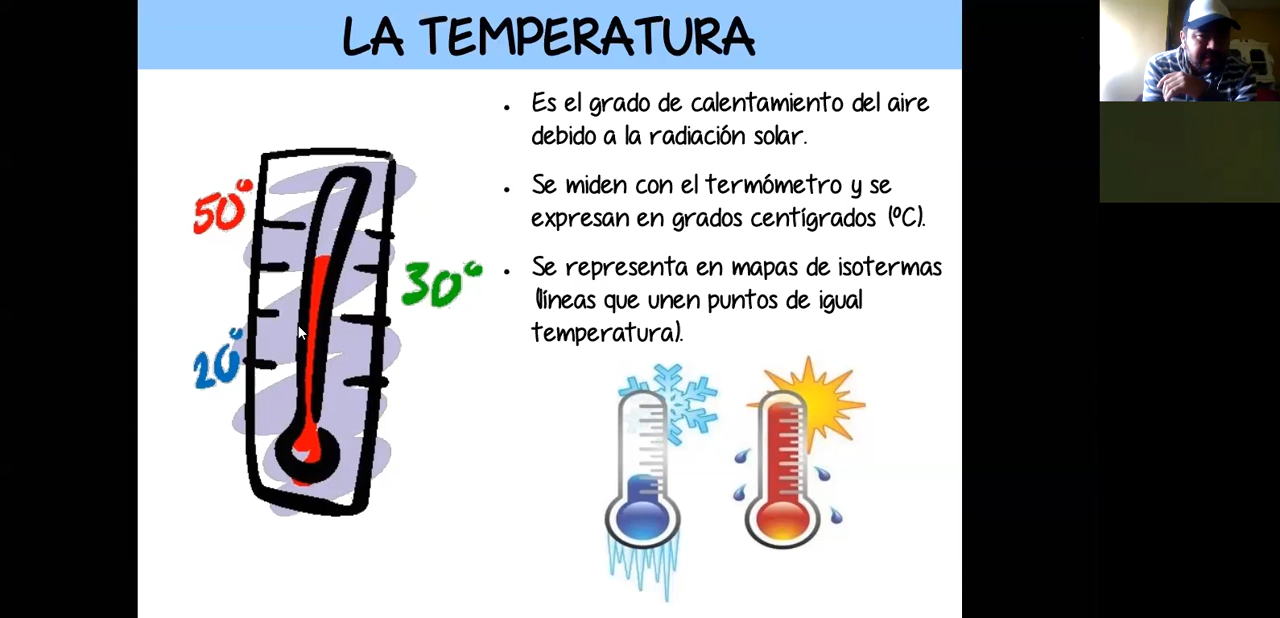 LA TEMPERATURA
• Es el grado de calentamiento del aire
debido a la radiación solar.
• Se miden con el termómetro y se
expresan en grados centígrados (ºC).
• Se representa en mapas de isotermas
(líneas que unen puntos de igual
temperatura).
50°
30°
20°